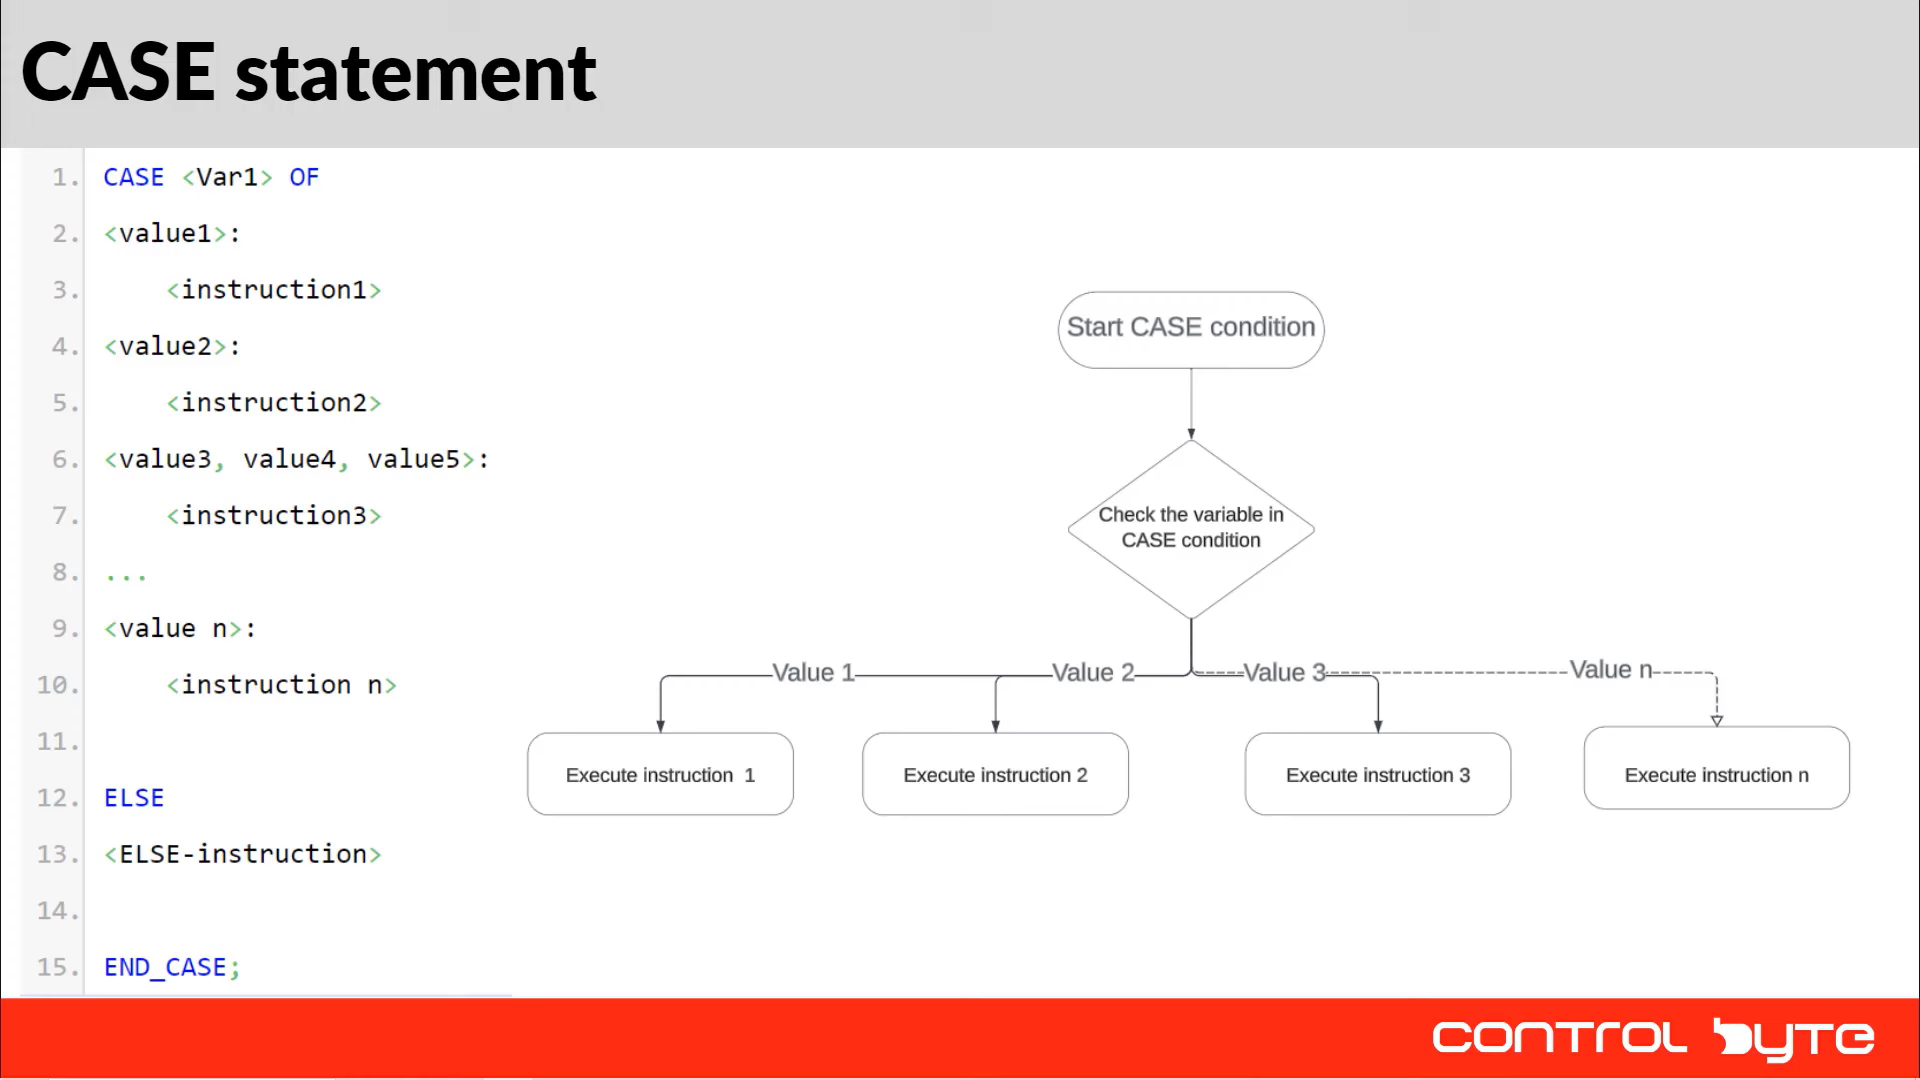 CASE statement
1. CASE <Var1> OF
2. <value1>:
3. <instruction1>
4. <value2>:
5. <instruction2>
6. <value3, value4, value5>:
7. <instruction3>
8. ...
9. <value n>:
10. <instruction n>
11.
12. ELSE
13. <ELSE-instruction>
14.
15. END_CASE;
Start CASE condition
Check the variable in
CASE condition
Value 1
Value 2
Value 3
Value n
Execute instruction  1
Execute instruction 2
Execute instruction 3
Execute instruction n
CONTROL BYTE